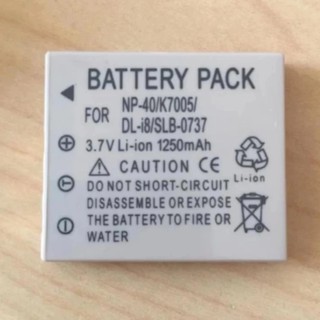 BATTERY PACK
FOR NP-40/K7005/
DL-i8/SLB-0737
3.7V Li-ion 1250mAh
CAUTION CE
Li-ion
DO NOT SHORT-CIRCUIT
DISASSEMBLE OR EXPOSE
THE BATTERY TO FIRE OR
WATER